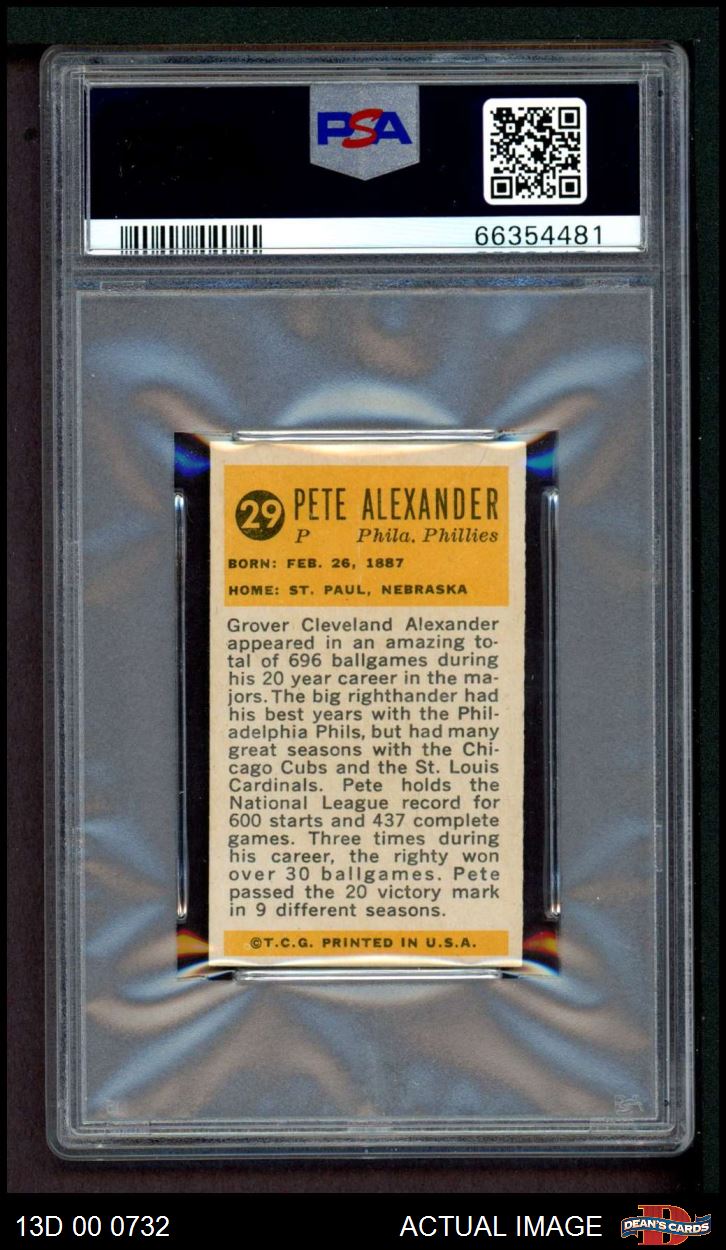 PSA
66354481
29 PETE ALEXANDER
P Phila. Phillies
BORN: FEB. 26, 1887
HOME: ST. PAUL, NEBRASKA
Grover Cleveland Alexander
appeared in an amazing to-
tal of 696 ballgames during
his 20 year career in the ma-
jors. The big righthander had
his best years with the Phil-
adelphia Phils, but had many
great seasons with the Chi-
cago Cubs and the St. Louis
Cardinals. Pete holds the
National League record for
600 starts and 437 complete
games. Three times during
his career, the righty won
over 30 ballgames. Pete
passed the 20 victory mark
in 9 different seasons.
©T.C.G. PRINTED IN U.S.A.
PSA
13D 00 0732 ACTUAL IMAGE DEAN'S CARDS